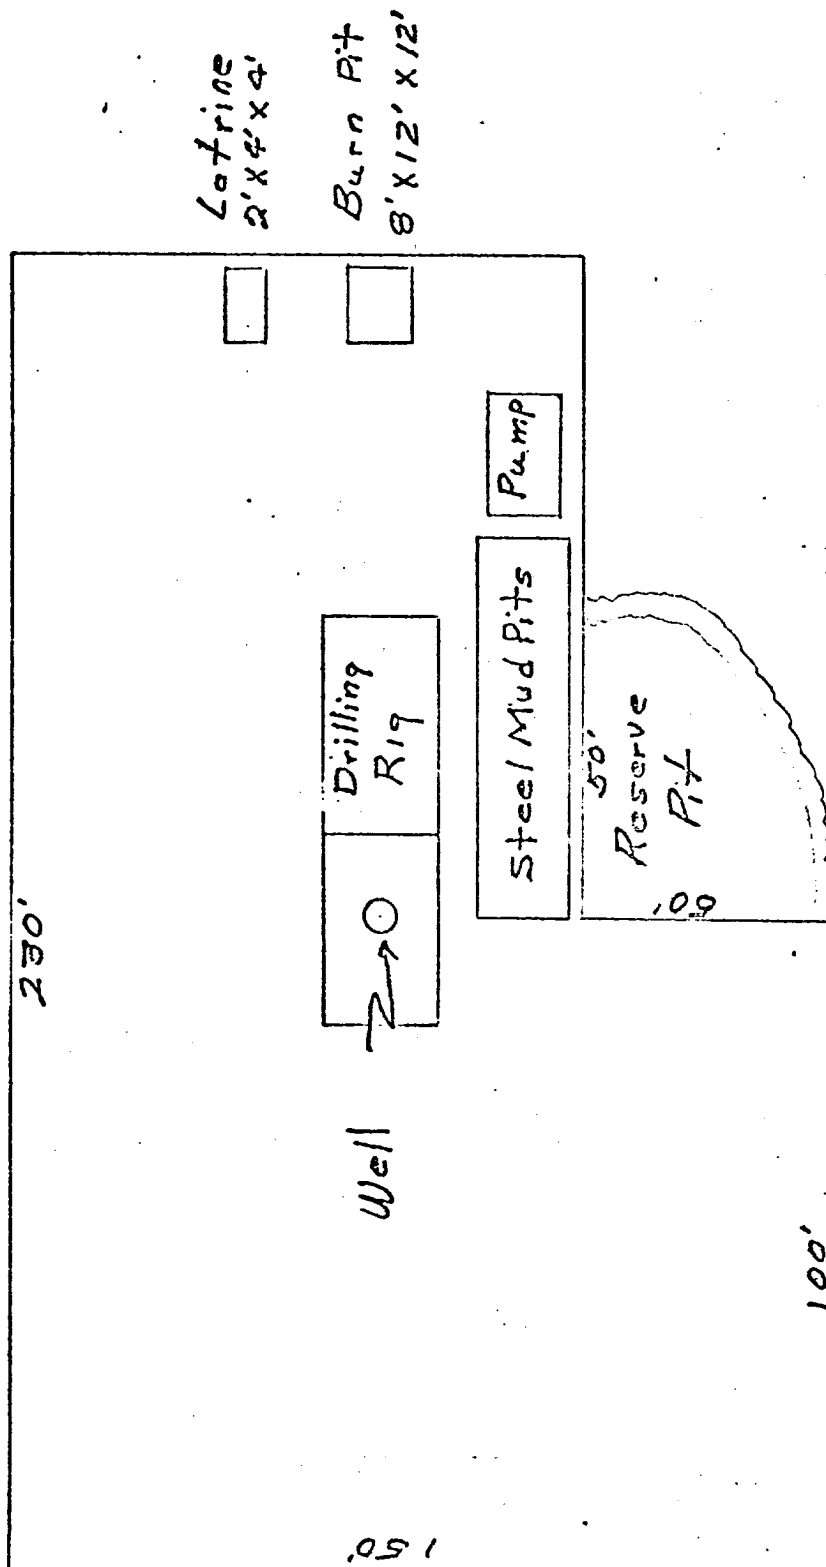 230'
Latrine
2'x4'x4'
Burn Pit
8'X12'X12'
Pump
Drilling
Rig
Steel Mud Pits
50'
Reserve
Pit
Well
150'
100'